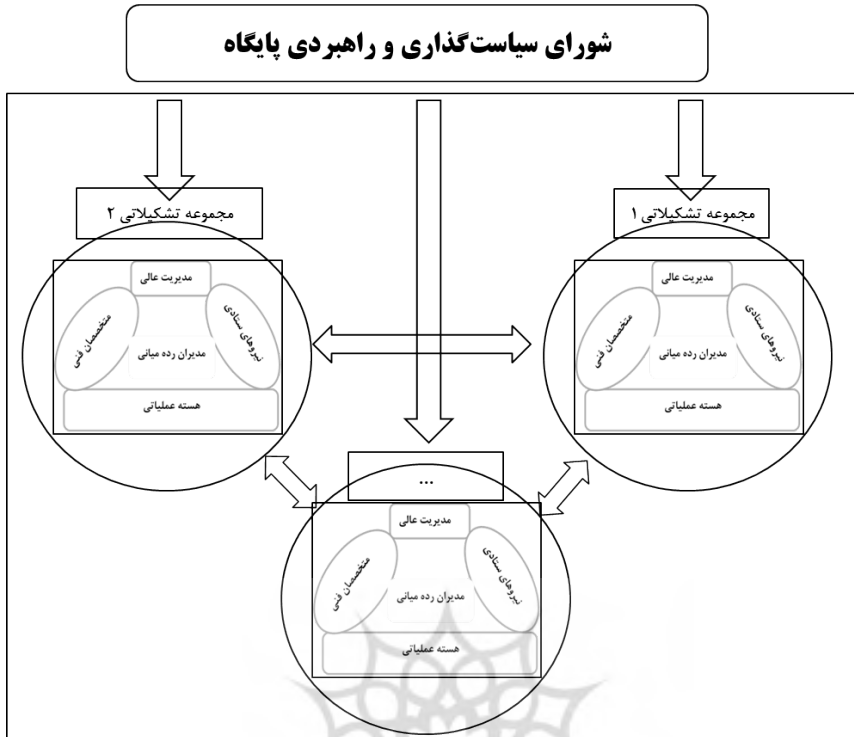 شورای سیاست‌گذاری و راهبردی پایگاه
مجموعه تشکیلاتی ۱
مدیریت عالی
نیروهای ستادی
متخصصان فنی
مدیران رده میانی
هسته عملیاتی
مجموعه تشکیلاتی ۲
مدیریت عالی
نیروهای ستادی
متخصصان فنی
مدیران رده میانی
هسته عملیاتی
...
مدیریت عالی
نیروهای ستادی
متخصصان فنی
مدیران رده میانی
هسته عملیاتی